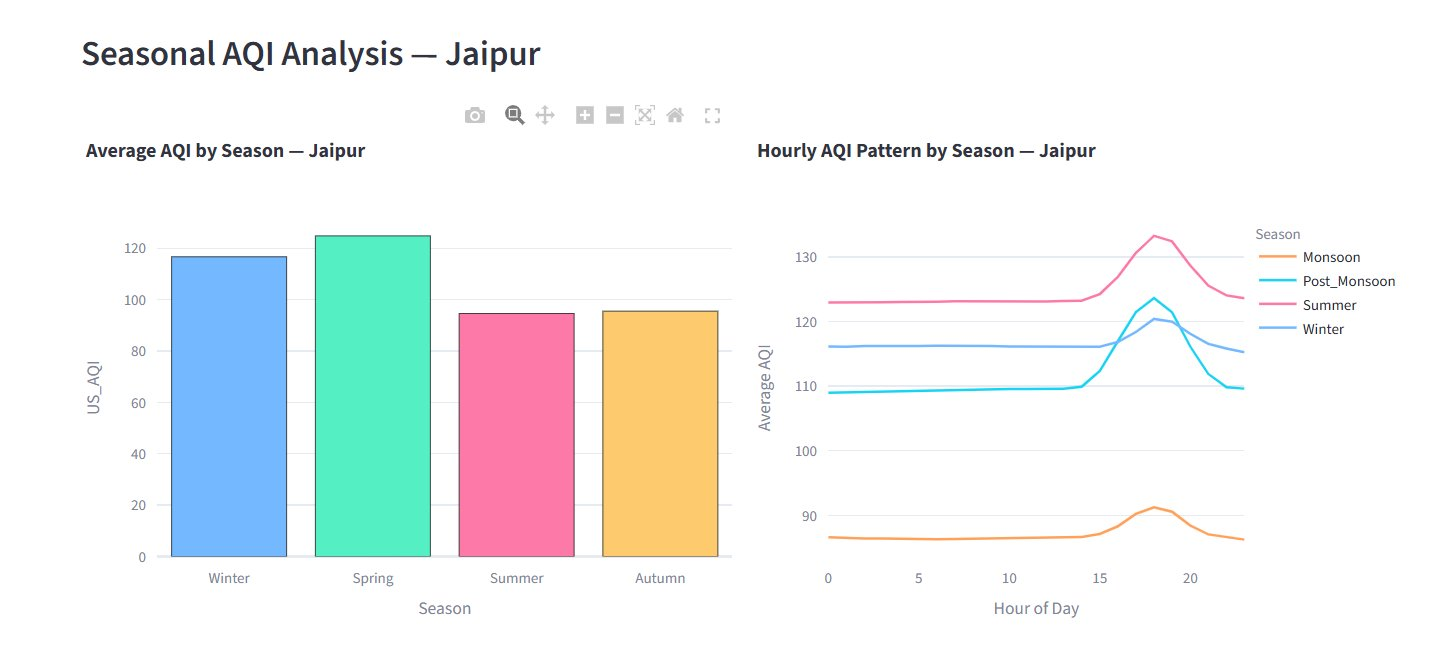 Seasonal AQI Analysis — Jaipur
Average AQI by Season — Jaipur
120
100
80
60
40
20
0
US_AQI
Winter
Spring
Summer
Autumn
Season
Hourly AQI Pattern by Season — Jaipur
130
120
110
100
90
Average AQI
0
5
10
15
20
Hour of Day
Season
Monsoon
Post_Monsoon
Summer
Winter